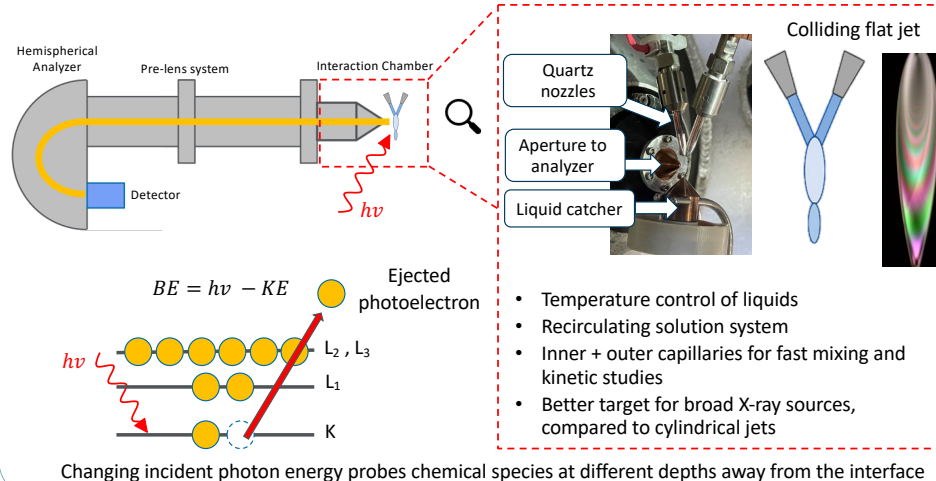 Hemispherical
Analyzer
Pre-lens system
Interaction Chamber
Detector
hν
Colliding flat jet
Quartz
nozzles
Aperture to
analyzer
Liquid catcher
BE = hν − KE
Ejected
photoelectron
hν
L₂ , L₃
L₁
K
• Temperature control of liquids
• Recirculating solution system
• Inner + outer capillaries for fast mixing and
kinetic studies
• Better target for broad X-ray sources,
compared to cylindrical jets
Changing incident photon energy probes chemical species at different depths away from the interface